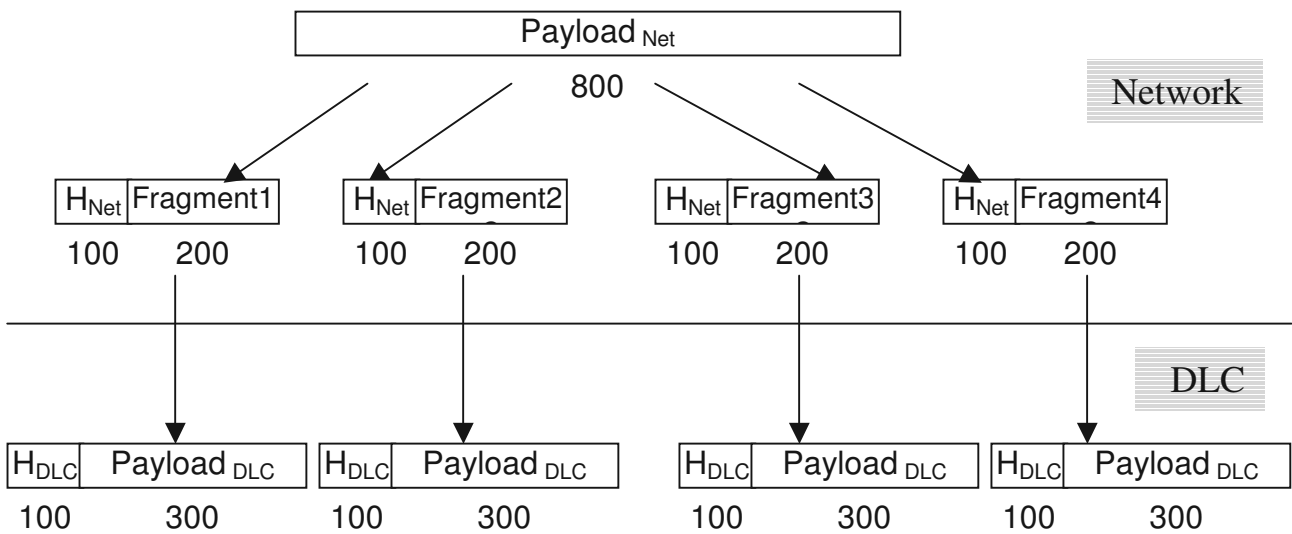 Payload Net
800
Network
HNet Fragment1 HNet Fragment2 HNet Fragment3 HNet Fragment4
100 200 100 200 100 200 100 200
DLC
HDLC Payload DLC HDLC Payload DLC HDLC Payload DLC HDLC Payload DLC
100 300 100 300 100 300 100 300